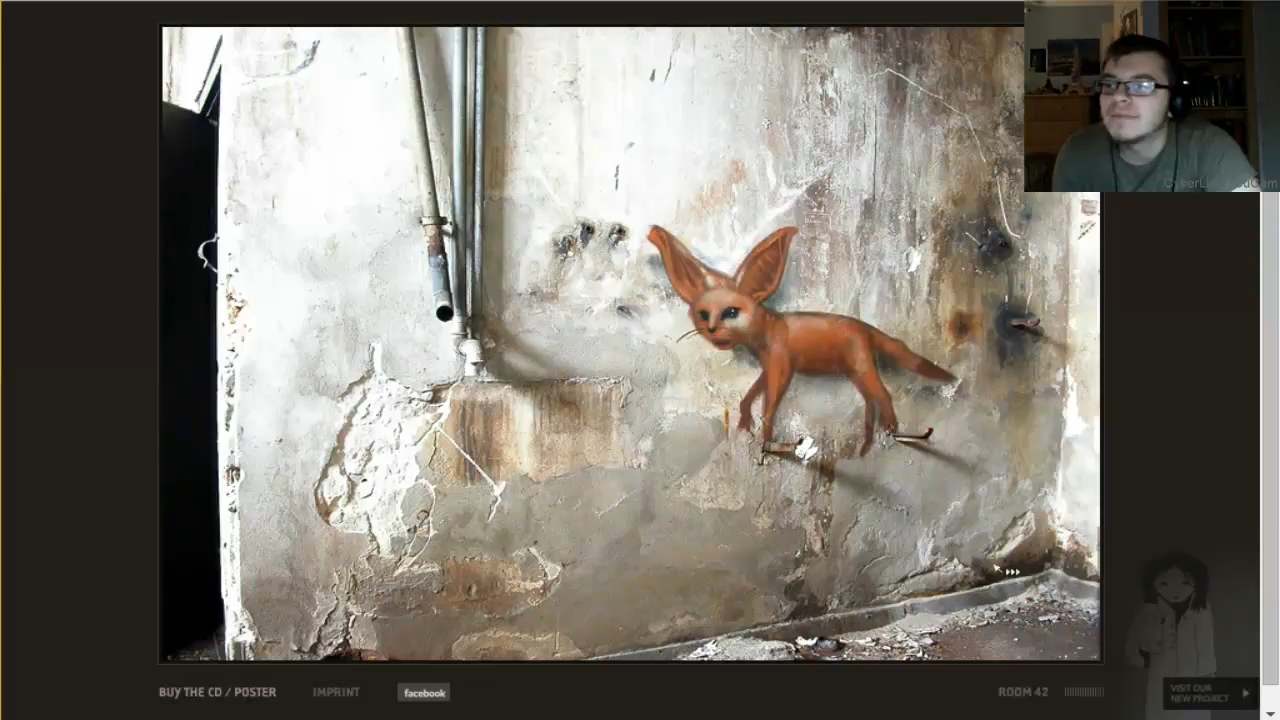 BUY THE CD / POSTER
IMPRINT
facebook
ROOM 42
VISIT OUR
NEW PROJECT